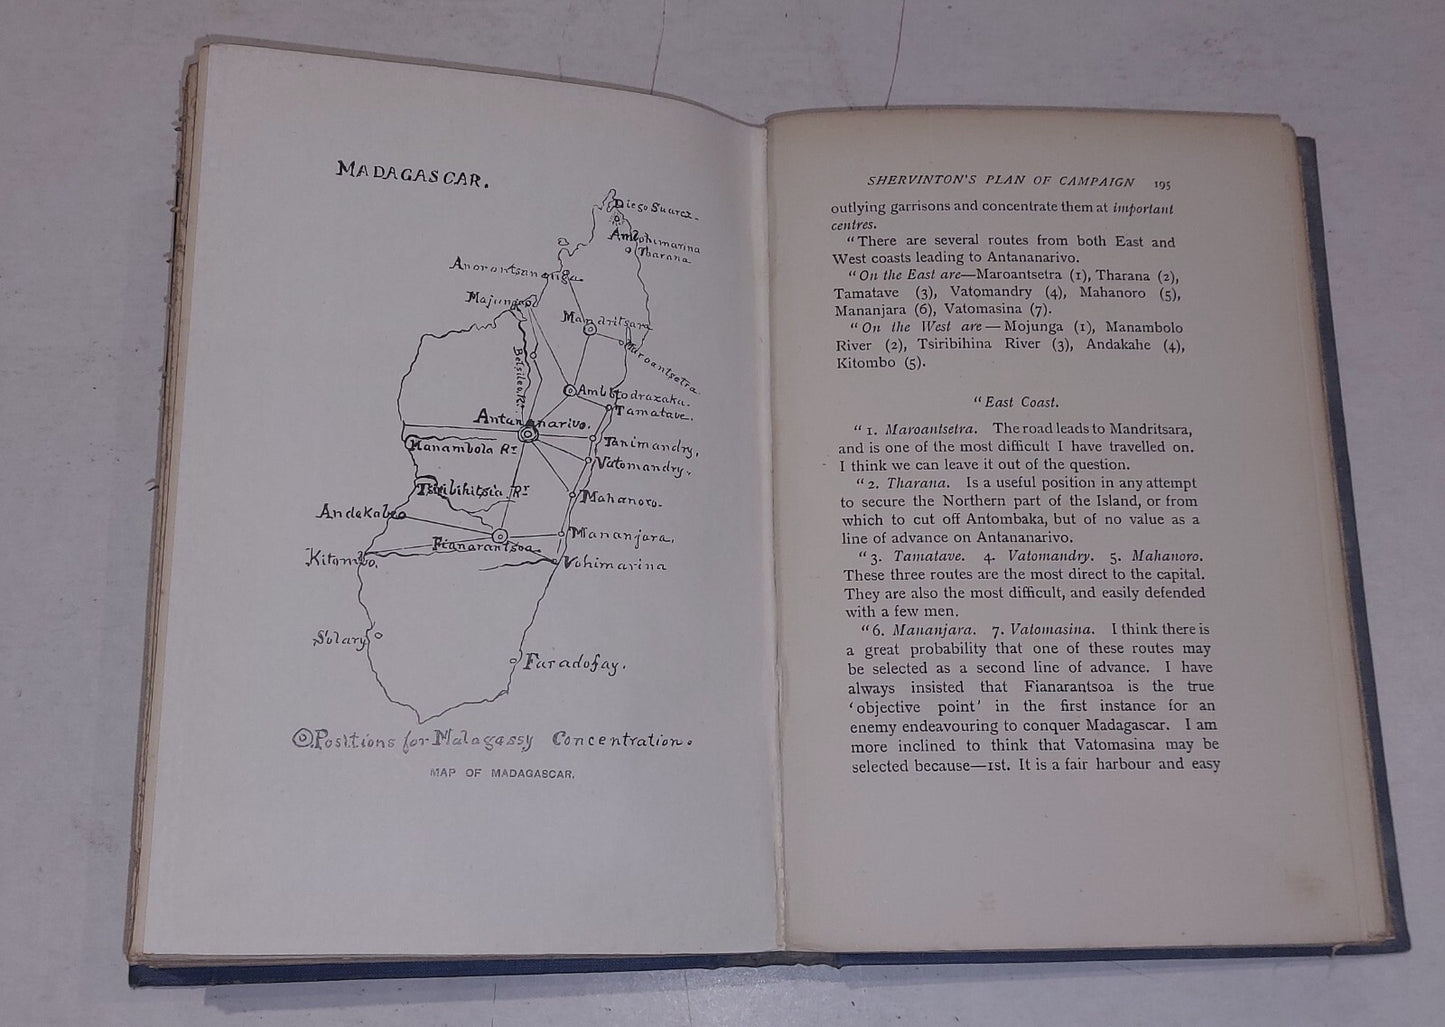 MADAGASCAR.
Diego Suarez.
Ambohimarina
Tharana
Anorontsananga
Majunga
Mandritsara
Maroantsetra.
Betsiboka Rr.
Ambatodrazaka.
Tamatave.
Antananarivo.
Tanimandry,
Manambola Rr
Vatomandry,
Tsiribihitsia Rr
Mahanoro.
Andakabeo
Mananjara,
Fianarantsoa
Kitombo.
Vohimarina
Solary
Faradofay.
Positions for Malagassy Concentration.
MAP OF MADAGASCAR.
SHERVINTON'S PLAN OF CAMPAIGN 195
outlying garrisons and concentrate them at important
centres.
"There are several routes from both East and
West coasts leading to Antananarivo.
"On the East are—Maroantsetra (1), Tharana (2),
Tamatave (3), Vatomandry (4), Mahanoro (5),
Mananjara (6), Vatomasina (7).
"On the West are—Mojunga (1), Manambolo
River (2), Tsiribihina River (3), Andakahe (4),
Kitombo (5).
"East Coast.
"1. Maroantsetra. The road leads to Mandritsara,
and is one of the most difficult I have travelled on.
I think we can leave it out of the question.
"2. Tharana. Is a useful position in any attempt
to secure the Northern part of the Island, or from
which to cut off Antombaka, but of no value as a
line of advance on Antananarivo.
"3. Tamatave. 4. Vatomandry. 5. Mahanoro.
These three routes are the most direct to the capital.
They are also the most difficult, and easily defended
with a few men.
"6. Mananjara. 7. Vatomasina. I think there is
a great probability that one of these routes may
be selected as a second line of advance. I have
always insisted that Fianarantsoa is the true
'objective point' in the first instance for an
enemy endeavouring to conquer Madagascar. I am
more inclined to think that Vatomasina may be
selected because—1st. It is a fair harbour and easy